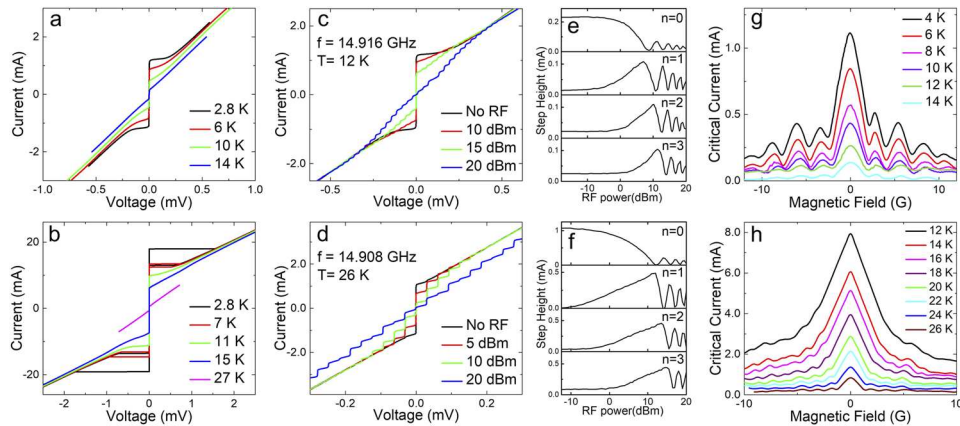 a
Current (mA)
2
0
-2
-1.0
-0.5
0.0
0.5
1.0
Voltage (mV)
2.8 K
6 K
10 K
14 K
c
f = 14.916 GHz
T= 12 K
Current (mA)
2.0
0.0
-2.0
-0.5
0.0
0.5
Voltage (mV)
No RF
10 dBm
15 dBm
20 dBm
e
n=0
n=1
n=2
n=3
Step Height (mA)
0.2
0.1
0.0
0.1
0.0
0.1
0.0
0.1
0.0
-10
0
10
20
RF power(dBm)
g
Critical Current (mA)
1.0
0.5
0.0
-10
-5
0
5
10
Magnetic Field (G)
4 K
6 K
8 K
10 K
12 K
14 K
b
Current (mA)
20
10
0
-10
-20
-2
-1
0
1
2
Voltage (mV)
2.8 K
7 K
11 K
15 K
27 K
d
f = 14.908 GHz
T= 26 K
Current (mA)
2.0
0.0
-2.0
-0.3
0.0
0.3
Voltage (mV)
No RF
5 dBm
10 dBm
20 dBm
f
n=0
n=1
n=2
n=3
Step Height (mA)
-10
0
10
20
RF power(dBm)
h
Critical Current (mA)
8.0
6.0
4.0
2.0
0.0
-10
-5
0
5
10
Magnetic Field (G)
12 K
14 K
16 K
18 K
20 K
22 K
24 K
26 K